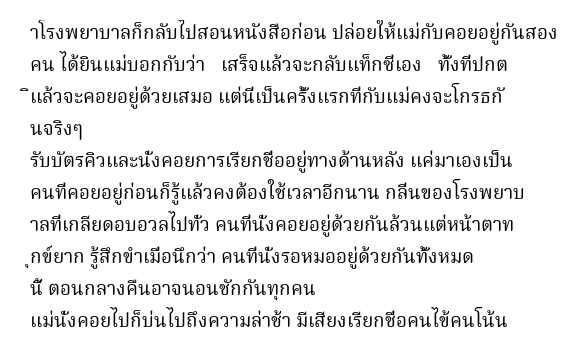 าโรงพยาบาลก็กลับไปสอนหนังสือก่อน ปล่อยให้แม่กับคอยอยู่กันสอง
คน ได้ยินแม่บอกกับว่า   เสร็จแล้วจะกลับแท็กซีเอง   ทั้งที่ปกต
ิแล้วจะคอยอยู่ด้วยเสมอ แต่นี่เป็นครั้งแรกที่กับแม่คงจะโกรธกั
นจริงๆ
รับบัตรคิวและนั่งคอยการเรียกชื่ออยู่ทางด้านหลัง แค่มาเองเป็น
คนที่คอยอยู่ก่อนก็รู้แล้วคงต้องใช้เวลาอีกนาน กลิ่นของโรงพยาบ
าลที่เกลียดอบอวลไปทั่ว คนที่นั่งคอยอยู่ด้วยกันล้วนแต่หน้าตาท
ุกข์ยาก รู้สึกขำเมื่อนึกว่า คนที่นั่งรอหมออยู่ด้วยกันทั้งหมด
นี้ ตอนกลางคืนอาจนอนชักกันทุกคน
แม่นั่งคอยไปก็บ่นไปถึงความล่าช้า มีเสียงเรียกชื่อคนไข้คนโน้น